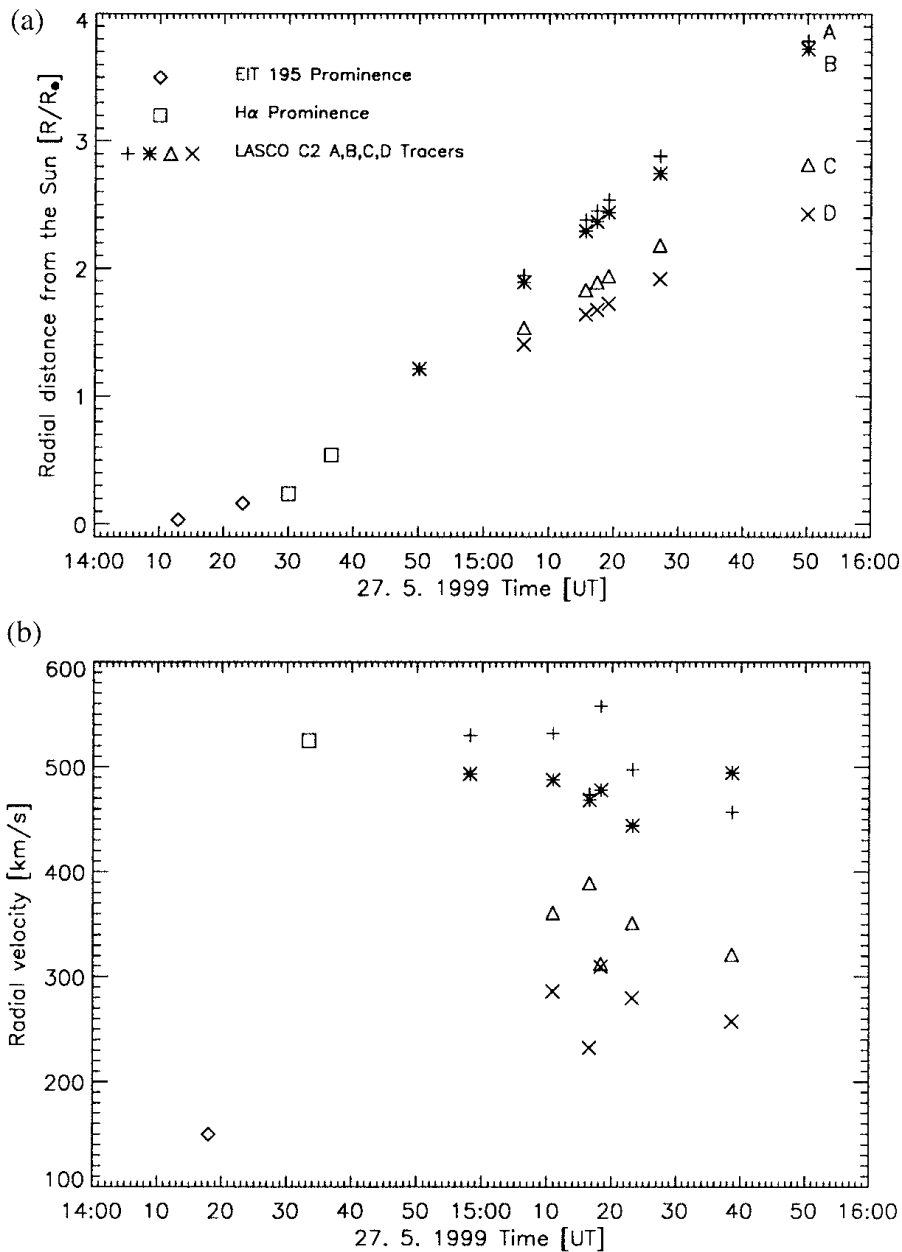 (a)
4
3
2
1
0
Radial distance from the Sun [R/R●]
EIT 195 Prominence
Hα Prominence
LASCO C2 A,B,C,D Tracers
A
B
C
D
14:00 10 20 30 40 50 15:00 10 20 30 40 50 16:00
27. 5. 1999 Time [UT]
(b)
600
500
400
300
200
100
Radial velocity [km/s]
14:00 10 20 30 40 50 15:00 10 20 30 40 50 16:00
27. 5. 1999 Time [UT]